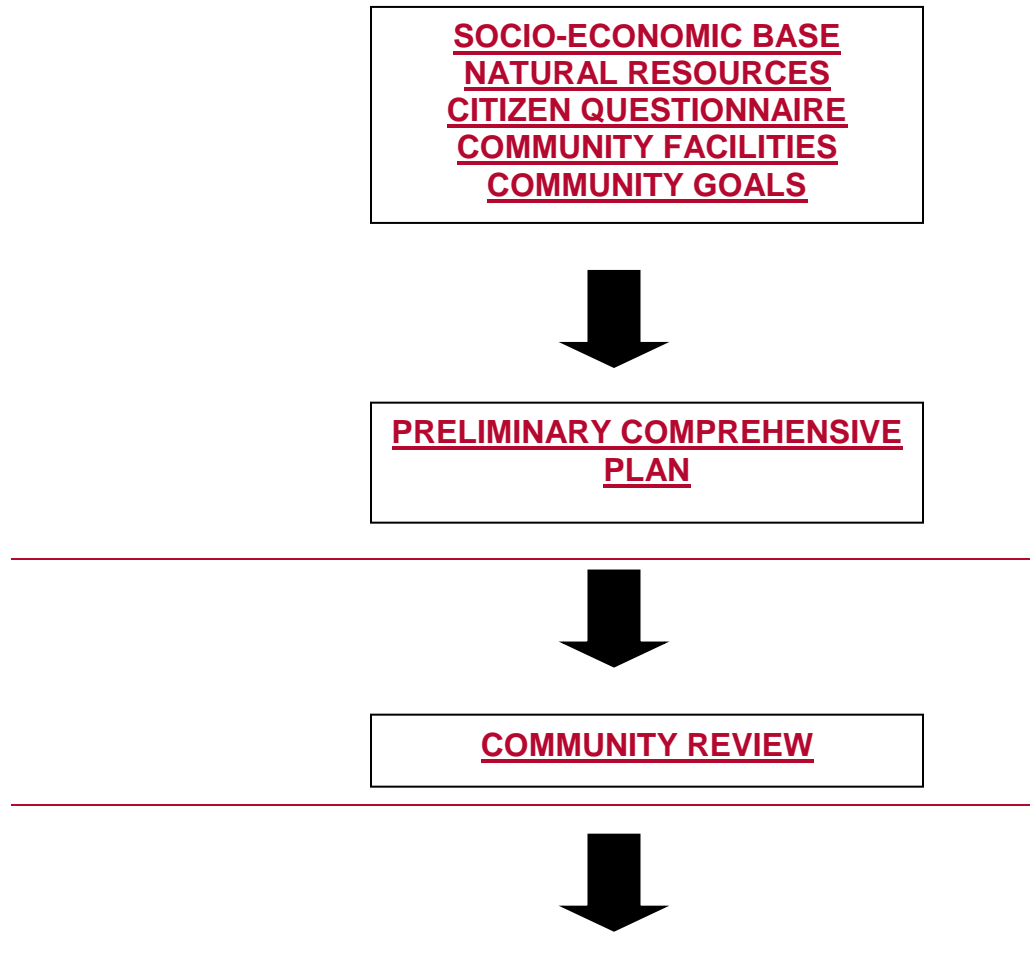 SOCIO-ECONOMIC BASE
NATURAL RESOURCES
CITIZEN QUESTIONNAIRE
COMMUNITY FACILITIES
COMMUNITY GOALS
PRELIMINARY COMPREHENSIVE
PLAN
COMMUNITY REVIEW